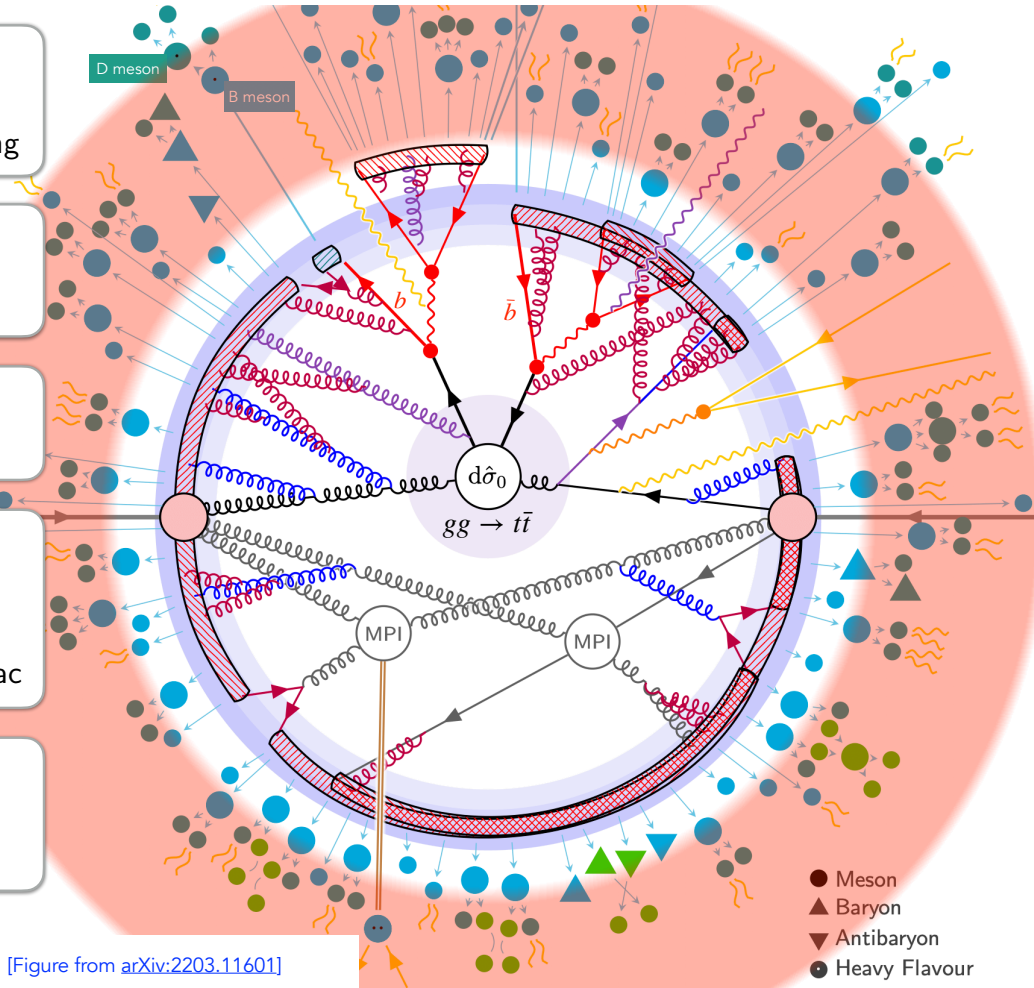 D meson
B meson
ng
b
b̄
dσ̂₀
gg → tt̄
MPI
MPI
ac
Meson
Baryon
Antibaryon
Heavy Flavour
[Figure from arXiv:2203.11601]